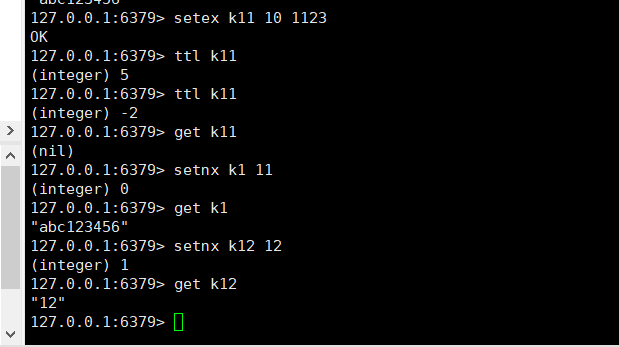 "abc123456"
127.0.0.1:6379> setex k11 10 1123
OK
127.0.0.1:6379> ttl k11
(integer) 5
127.0.0.1:6379> ttl k11
(integer) -2
127.0.0.1:6379> get k11
(nil)
127.0.0.1:6379> setnx k1 11
(integer) 0
127.0.0.1:6379> get k1
"abc123456"
127.0.0.1:6379> setnx k12 12
(integer) 1
127.0.0.1:6379> get k12
"12"
127.0.0.1:6379>